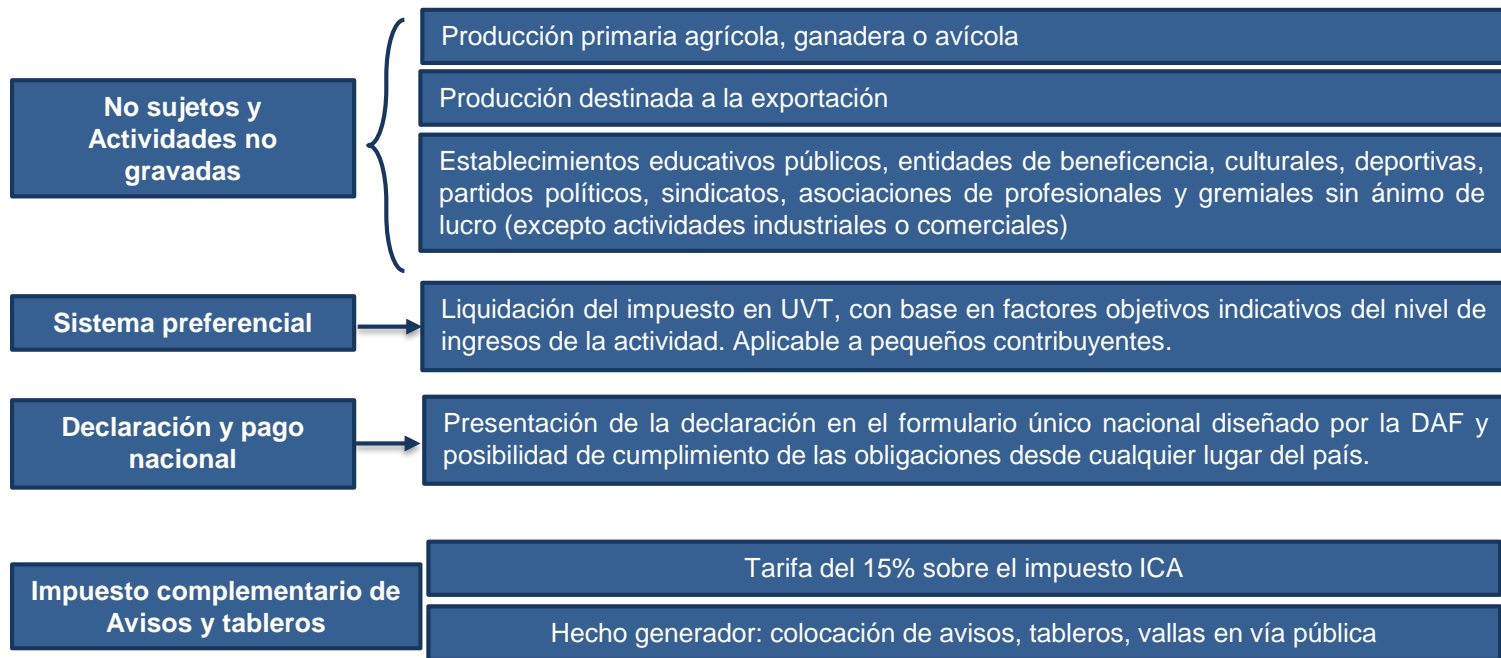 No sujetos y
Actividades no
gravadas
Producción primaria agrícola, ganadera o avícola
Producción destinada a la exportación
Establecimientos educativos públicos, entidades de beneficencia, culturales, deportivas,
partidos políticos, sindicatos, asociaciones de profesionales y gremiales sin ánimo de
lucro (excepto actividades industriales o comerciales)
Sistema preferencial
Liquidación del impuesto en UVT, con base en factores objetivos indicativos del nivel de
ingresos de la actividad. Aplicable a pequeños contribuyentes.
Declaración y pago
nacional
Presentación de la declaración en el formulario único nacional diseñado por la DAF y
posibilidad de cumplimiento de las obligaciones desde cualquier lugar del país.
Impuesto complementario de
Avisos y tableros
Tarifa del 15% sobre el impuesto ICA
Hecho generador: colocación de avisos, tableros, vallas en vía pública